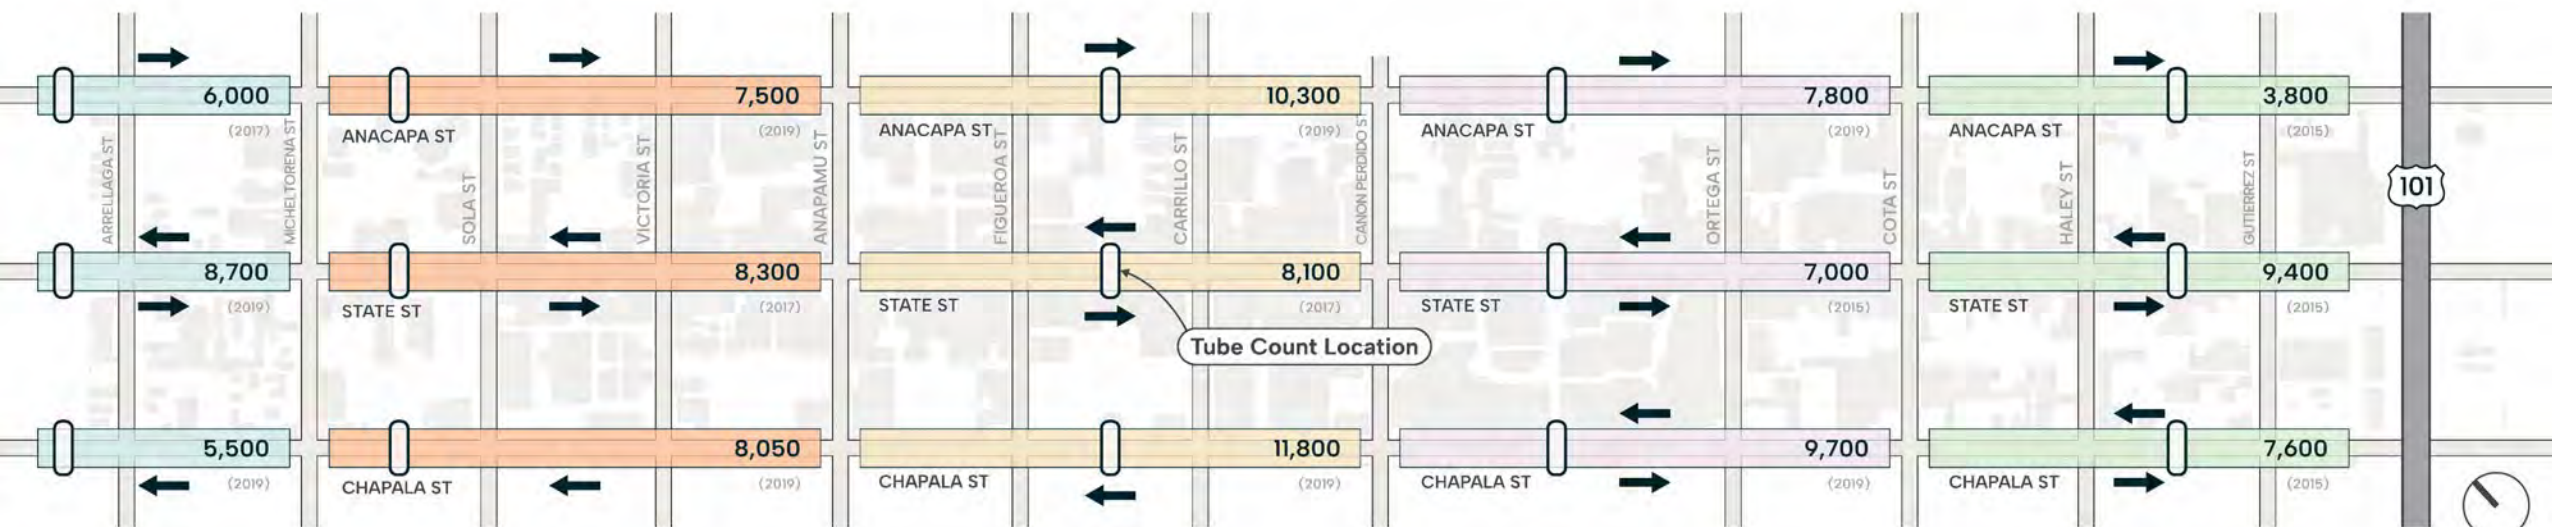 6,000
7,500
10,300
7,800
3,800
(2017)
ANACAPA ST
(2019)
ANACAPA ST
(2019)
ANACAPA ST
(2019)
ANACAPA ST
(2015)
ARRELLAGA ST
MICHELTORENA ST
SOLA ST
VICTORIA ST
ANAPAMU ST
FIGUEROA ST
CARRILLO ST
CANON PERDIDO ST
ORTEGA ST
COTA ST
HALEY ST
GUTIERREZ ST
101
8,700
8,300
8,100
7,000
9,400
(2019)
STATE ST
(2017)
STATE ST
(2017)
STATE ST
(2015)
STATE ST
(2015)
Tube Count Location
5,500
8,050
11,800
9,700
7,600
(2019)
CHAPALA ST
(2019)
CHAPALA ST
(2019)
CHAPALA ST
(2019)
CHAPALA ST
(2015)